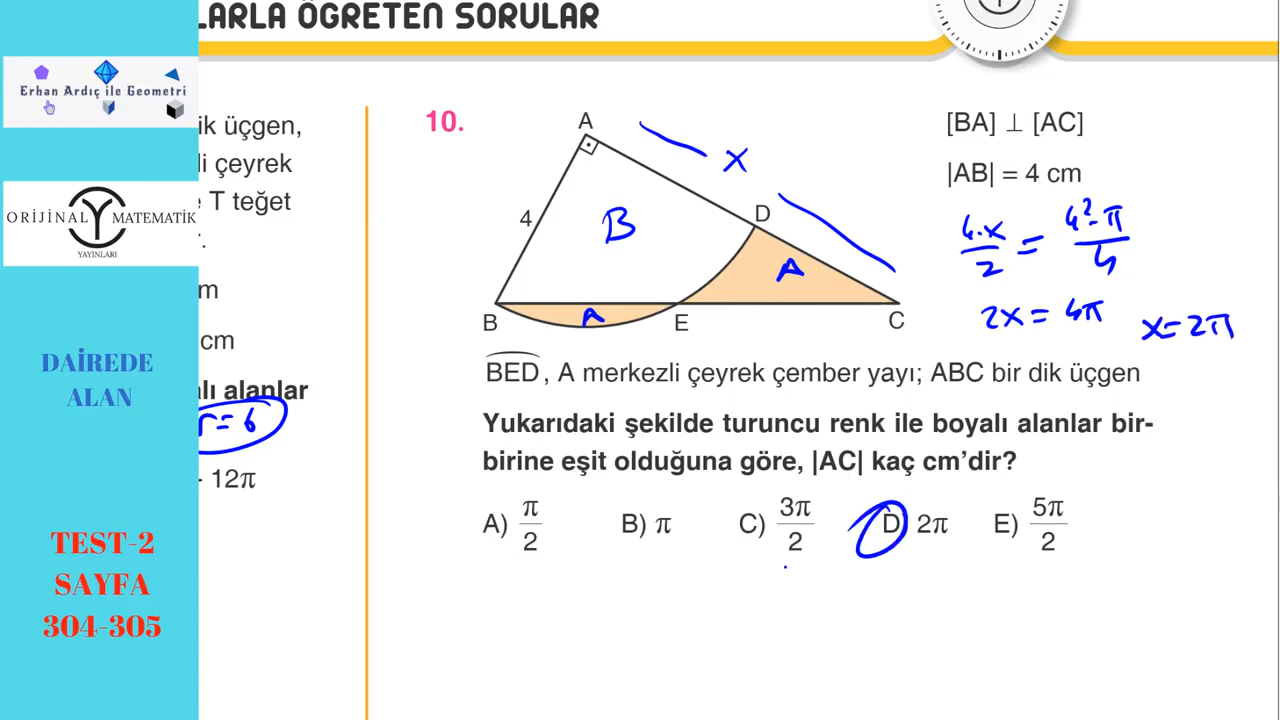 LARLA ÖĞRETEN SORULAR
Erhan Ardıç ile Geometri
ORİJİNAL MATEMATİK
YAYINLARI
DAİREDE
ALAN
TEST-2
SAYFA
304-305
ik üçgen,
li çeyrek
T teğet
r.
m
cm
lı alanlar
r = 6
- 12π
10.
A
x
[BA] ⊥ [AC]
|AB| = 4 cm
4
B
D
A
4·x/2 = 4²·π/4
2x = 4π
x = 2π
B
A
E
C
BED, A merkezli çeyrek çember yayı; ABC bir dik üçgen
Yukarıdaki şekilde turuncu renk ile boyalı alanlar bir-
birine eşit olduğuna göre, |AC| kaç cm'dir?
A) π/2 B) π C) 3π/2 D) 2π E) 5π/2